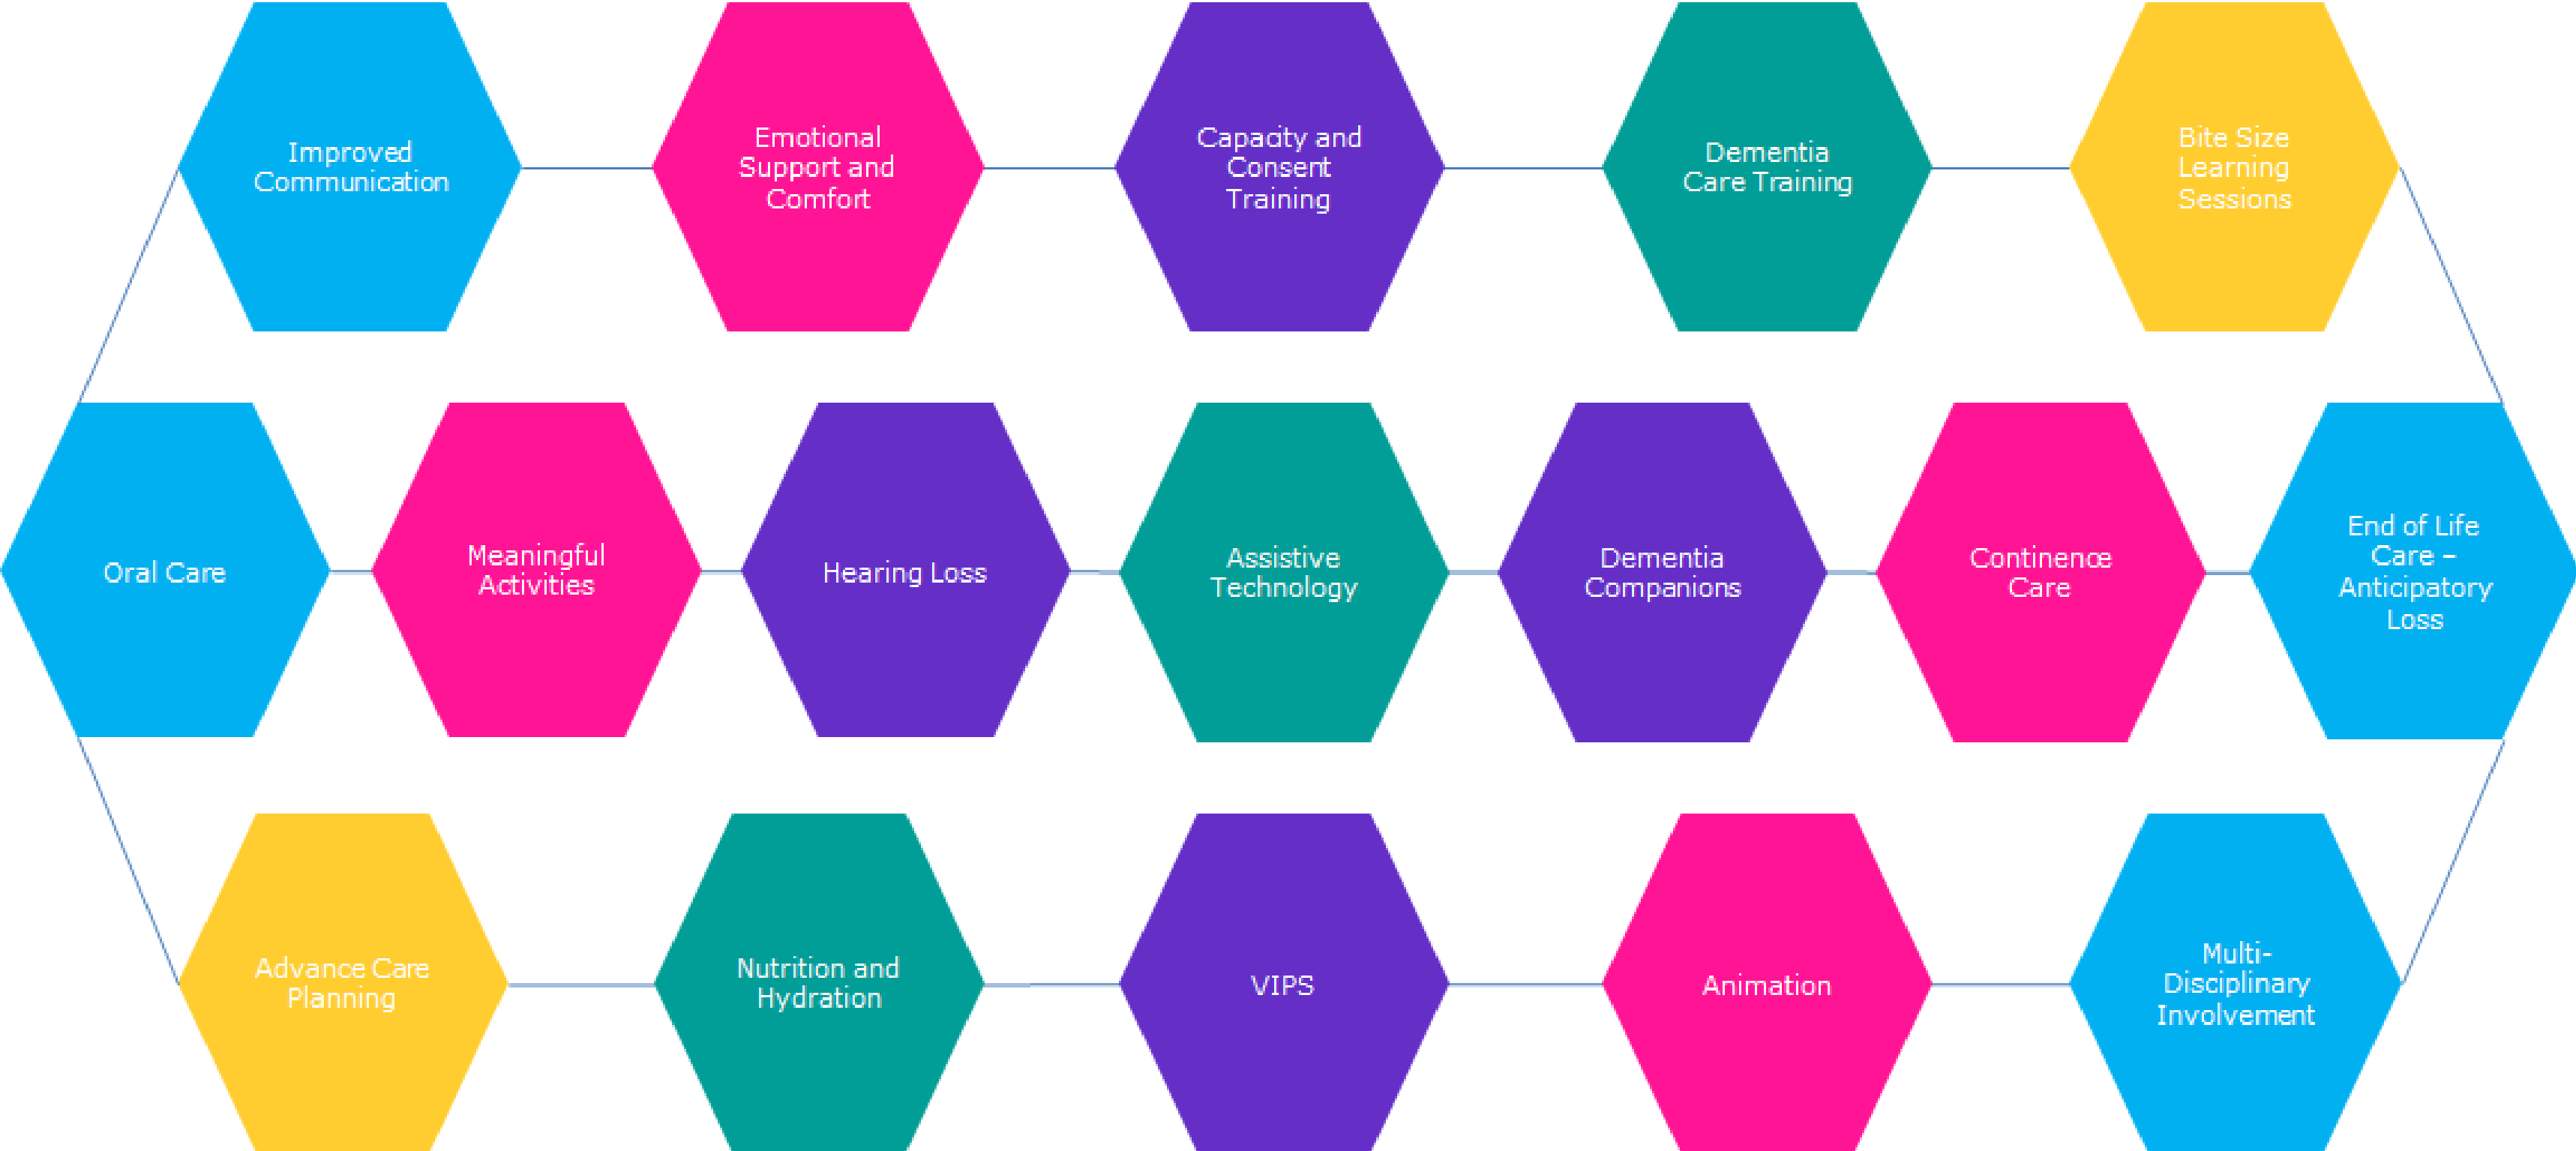 Improved
Communication
Emotional
Support and
Comfort
Capacity and
Consent
Training
Dementia
Care Training
Bite Size
Learning
Sessions
Oral Care
Meaningful
Activities
Hearing Loss
Assistive
Technology
Dementia
Companions
Continence
Care
End of Life
Care –
Anticipatory
Loss
Advance Care
Planning
Nutrition and
Hydration
VIPS
Animation
Multi-
Disciplinary
Involvement